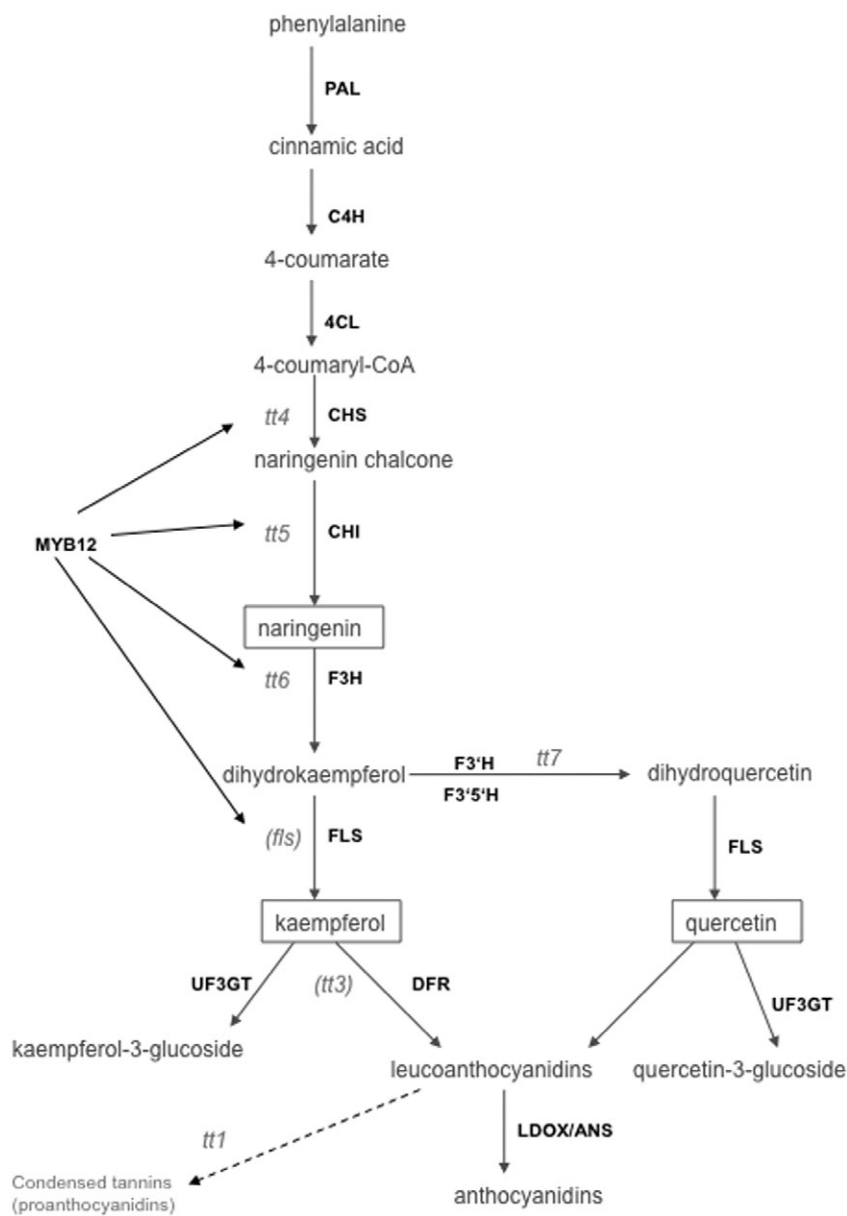 phenylalanine
PAL
cinnamic acid
C4H
4-coumarate
4CL
4-coumaryl-CoA
tt4 CHS
naringenin chalcone
MYB12
tt5 CHI
naringenin
tt6 F3H
F3‘H tt7
dihydrokaempferol dihydroquercetin
F3‘5‘H
(fls) FLS
FLS
kaempferol quercetin
UF3GT (tt3) DFR
UF3GT
kaempferol-3-glucoside
leucoanthocyanidins quercetin-3-glucoside
tt1 LDOX/ANS
Condensed tannins
(proanthocyanidins)
anthocyanidins